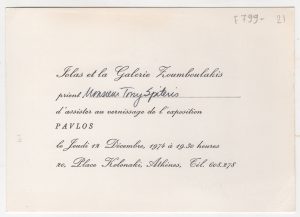 F 799- 21
Iolas et la Galerie Zoumboulakis
prient Monsieur Tony Spiteris
d'assister au vernissage de l'exposition
PAVLOS
le Jeudi 12 Décembre, 1974 à 19.30 heures
20, Place Kolonaki, Athènes, Tél. 608.278